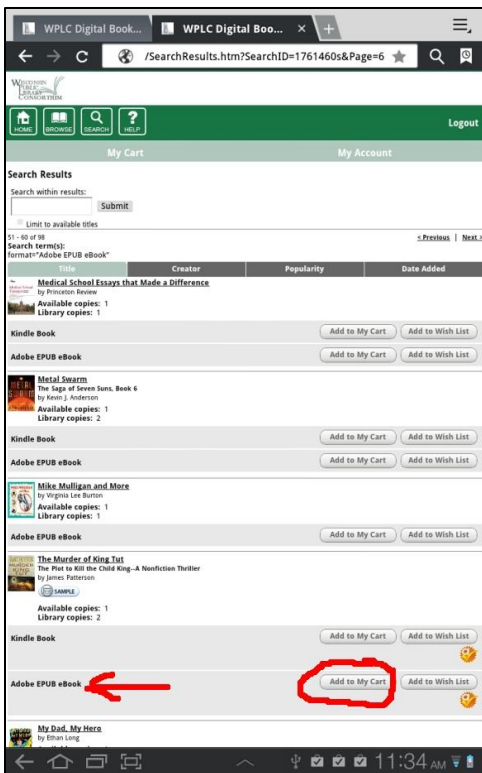 WPLC Digital Book...
WPLC Digital Boo...
/SearchResults.htm?SearchID=1761460s&Page=6
WISCONSIN
PUBLIC
LIBRARY
CONSORTIUM
HOME BROWSE SEARCH HELP
Logout
My Cart My Account
Search Results
Search within results:
Submit
Limit to available titles
51 - 60 of 98 < Previous | Next >
Search term(s):
format="Adobe EPUB eBook"
Title Creator Popularity Date Added
Medical School Essays that Made a Difference
by Princeton Review
Available copies: 1
Library copies: 1
Kindle Book Add to My Cart Add to Wish List
Adobe EPUB eBook Add to My Cart Add to Wish List
Metal Swarm
The Saga of Seven Suns, Book 6
by Kevin J. Anderson
Available copies: 1
Library copies: 2
Kindle Book Add to My Cart Add to Wish List
Adobe EPUB eBook Add to My Cart Add to Wish List
Mike Mulligan and More
by Virginia Lee Burton
Available copies: 1
Library copies: 1
Adobe EPUB eBook Add to My Cart Add to Wish List
The Murder of King Tut
The Plot to Kill the Child King--A Nonfiction Thriller
by James Patterson
SAMPLE
Available copies: 1
Library copies: 2
Kindle Book Add to My Cart Add to Wish List
Adobe EPUB eBook Add to My Cart Add to Wish List
My Dad, My Hero
by Ethan Long
11:34 AM